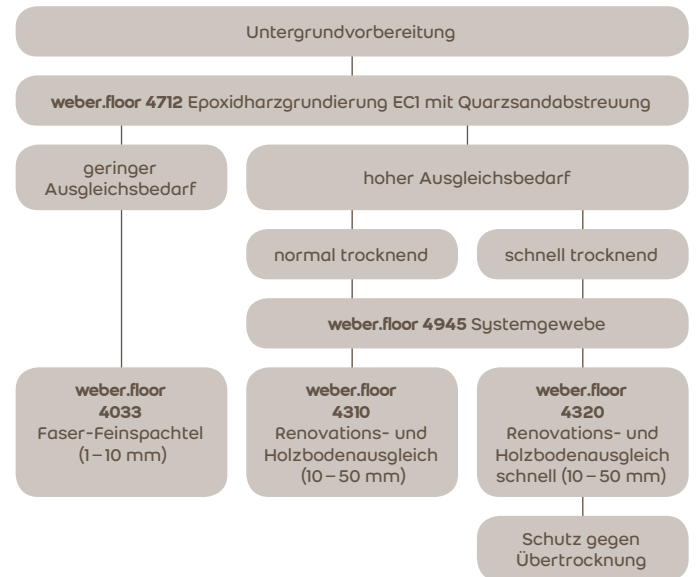 Untergrundvorbereitung
weber.floor 4712 Epoxidharzgrundierung EC1 mit Quarzsandabstreuung
geringer
Ausgleichsbedarf
hoher Ausgleichsbedarf
normal trocknend
schnell trocknend
weber.floor 4945 Systemgewebe
weber.floor
4033
Faser-Feinspachtel
(1–10 mm)
weber.floor
4310
Renovations- und
Holzbodenausgleich
(10–50 mm)
weber.floor
4320
Renovations- und
Holzbodenausgleich
schnell (10–50 mm)
Schutz gegen
Übertrocknung